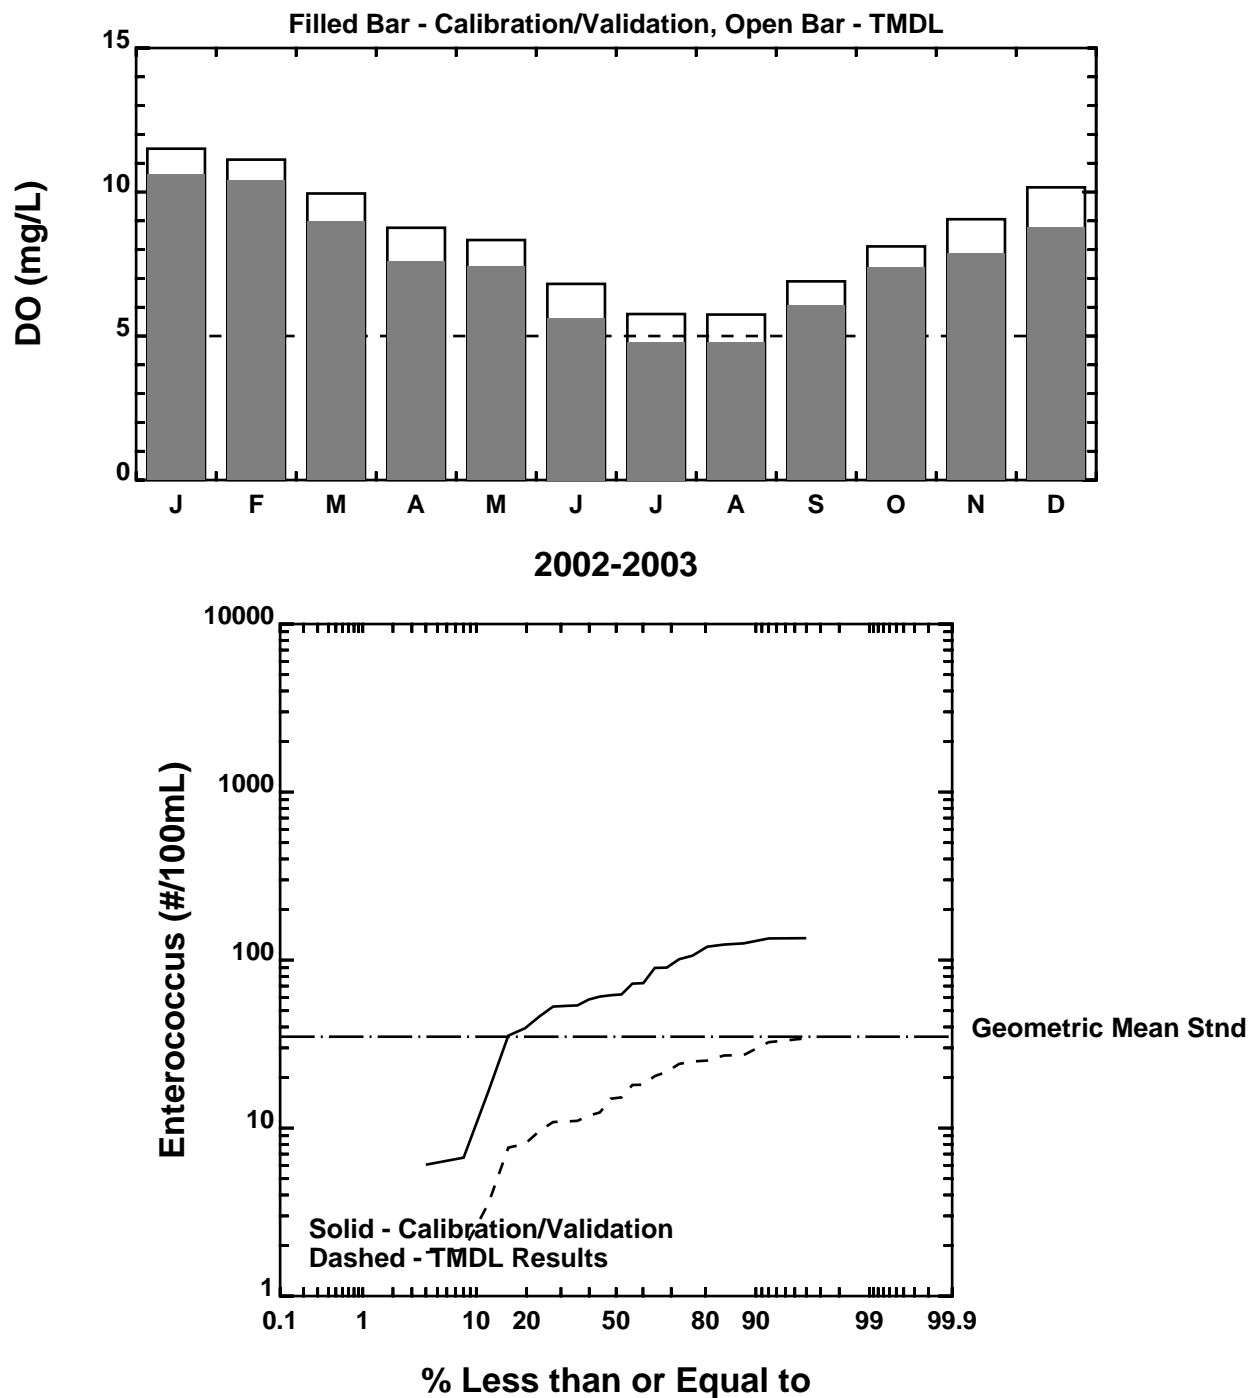 Filled Bar - Calibration/Validation, Open Bar - TMDL
15
10
5
0
DO (mg/L)
J F M A M J J A S O N D
2002-2003
10000
1000
100
10
1
Enterococcus (#/100mL)
Geometric Mean Stnd
Solid - Calibration/Validation
Dashed - TMDL Results
0.1 1 10 20 50 80 90 99 99.9
% Less than or Equal to